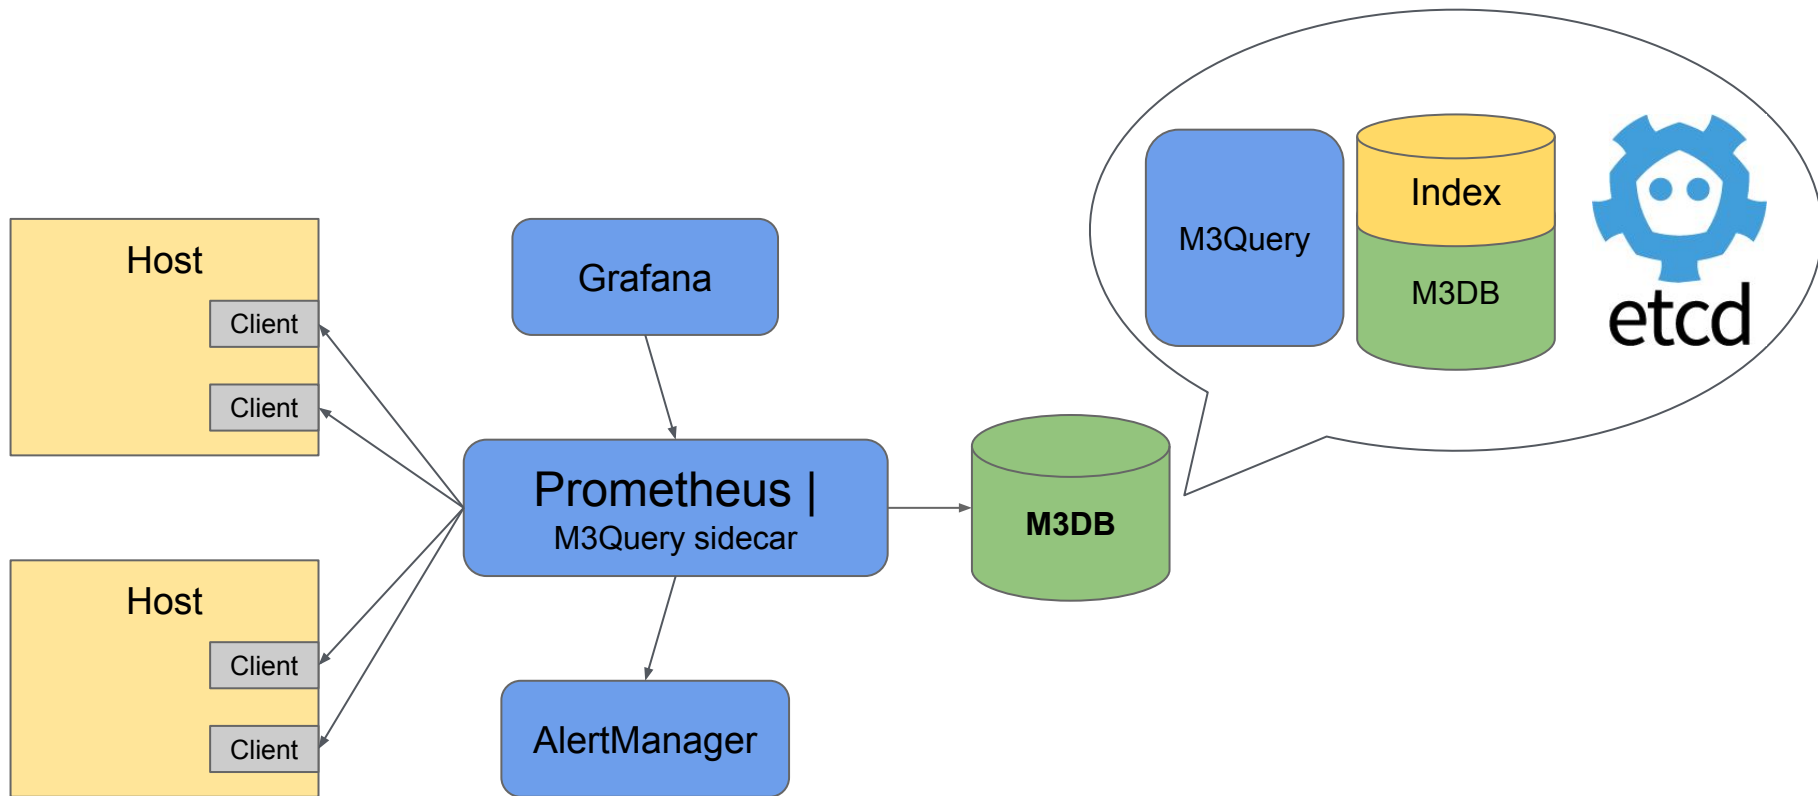 Host
Client
Client
Host
Client
Client
Grafana
Prometheus |
M3Query sidecar
AlertManager
M3DB
M3Query
Index
M3DB
etcd